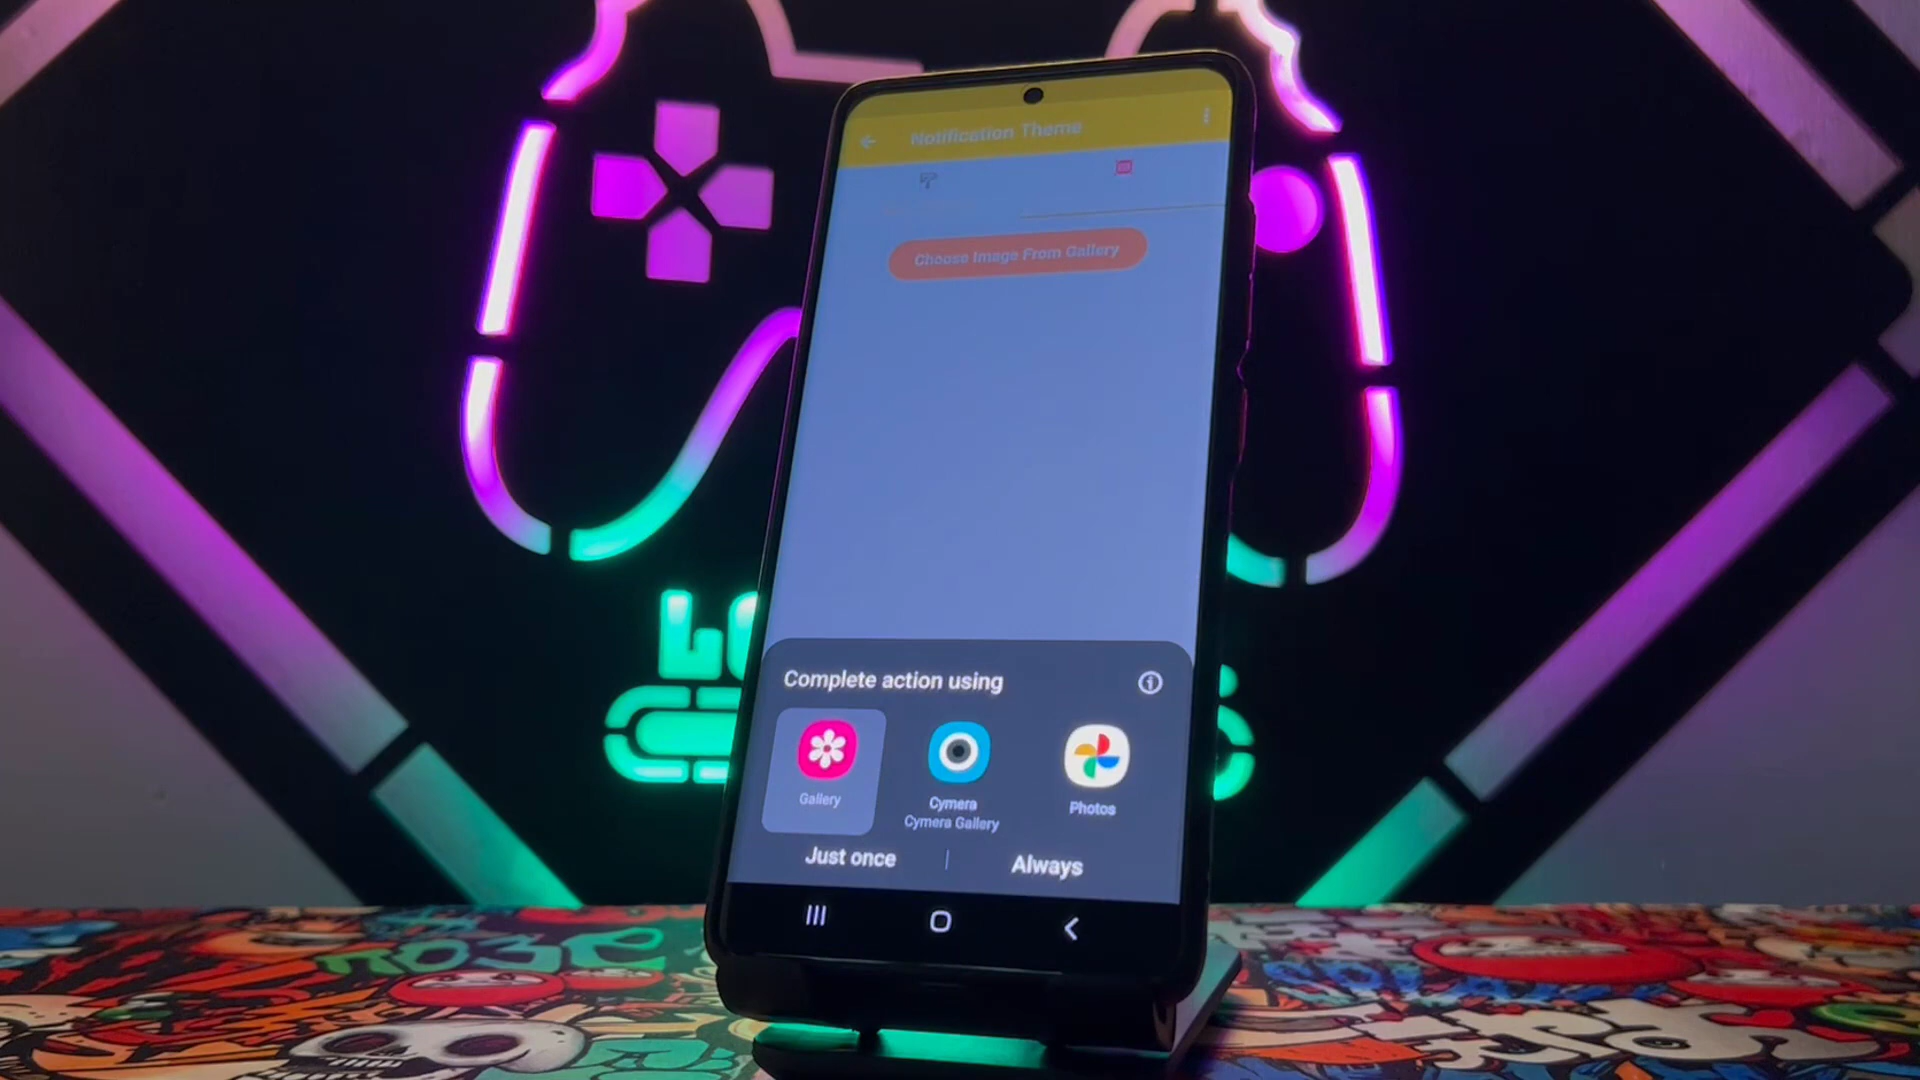 Notification Theme
Choose Image From Gallery
Complete action using
Gallery
Cymera
Cymera Gallery
Photos
Just once
Always